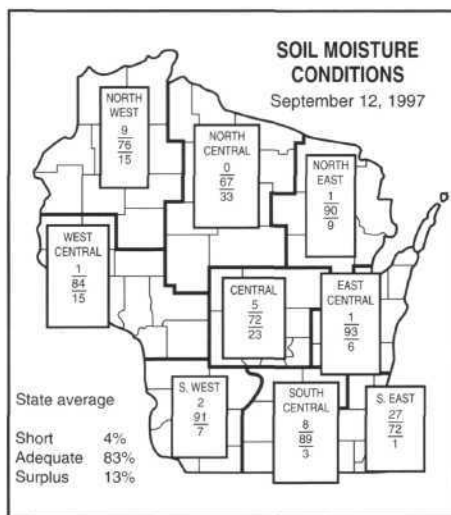 SOIL MOISTURE
CONDITIONS
September 12, 1997
NORTH
WEST
9
76
15
NORTH
CENTRAL
0
67
33
NORTH
EAST
1
90
9
WEST
CENTRAL
1
84
15
CENTRAL
5
72
23
EAST
CENTRAL
1
93
6
S. WEST
2
91
7
SOUTH
CENTRAL
8
89
3
S. EAST
27
72
1
State average
Short 4%
Adequate 83%
Surplus 13%